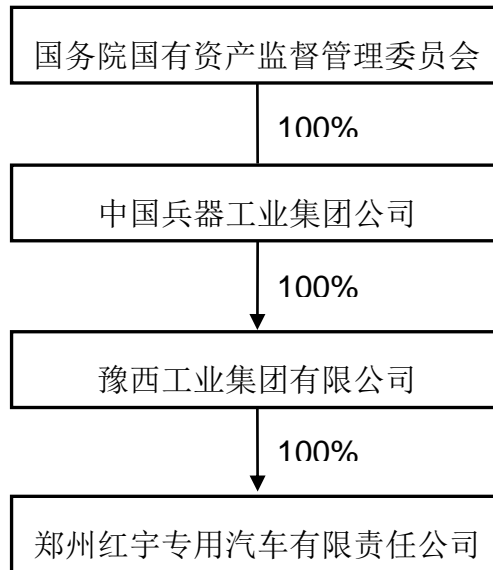 国务院国有资产监督管理委员会
100%
中国兵器工业集团公司
100%
豫西工业集团有限公司
100%
郑州红宇专用汽车有限责任公司